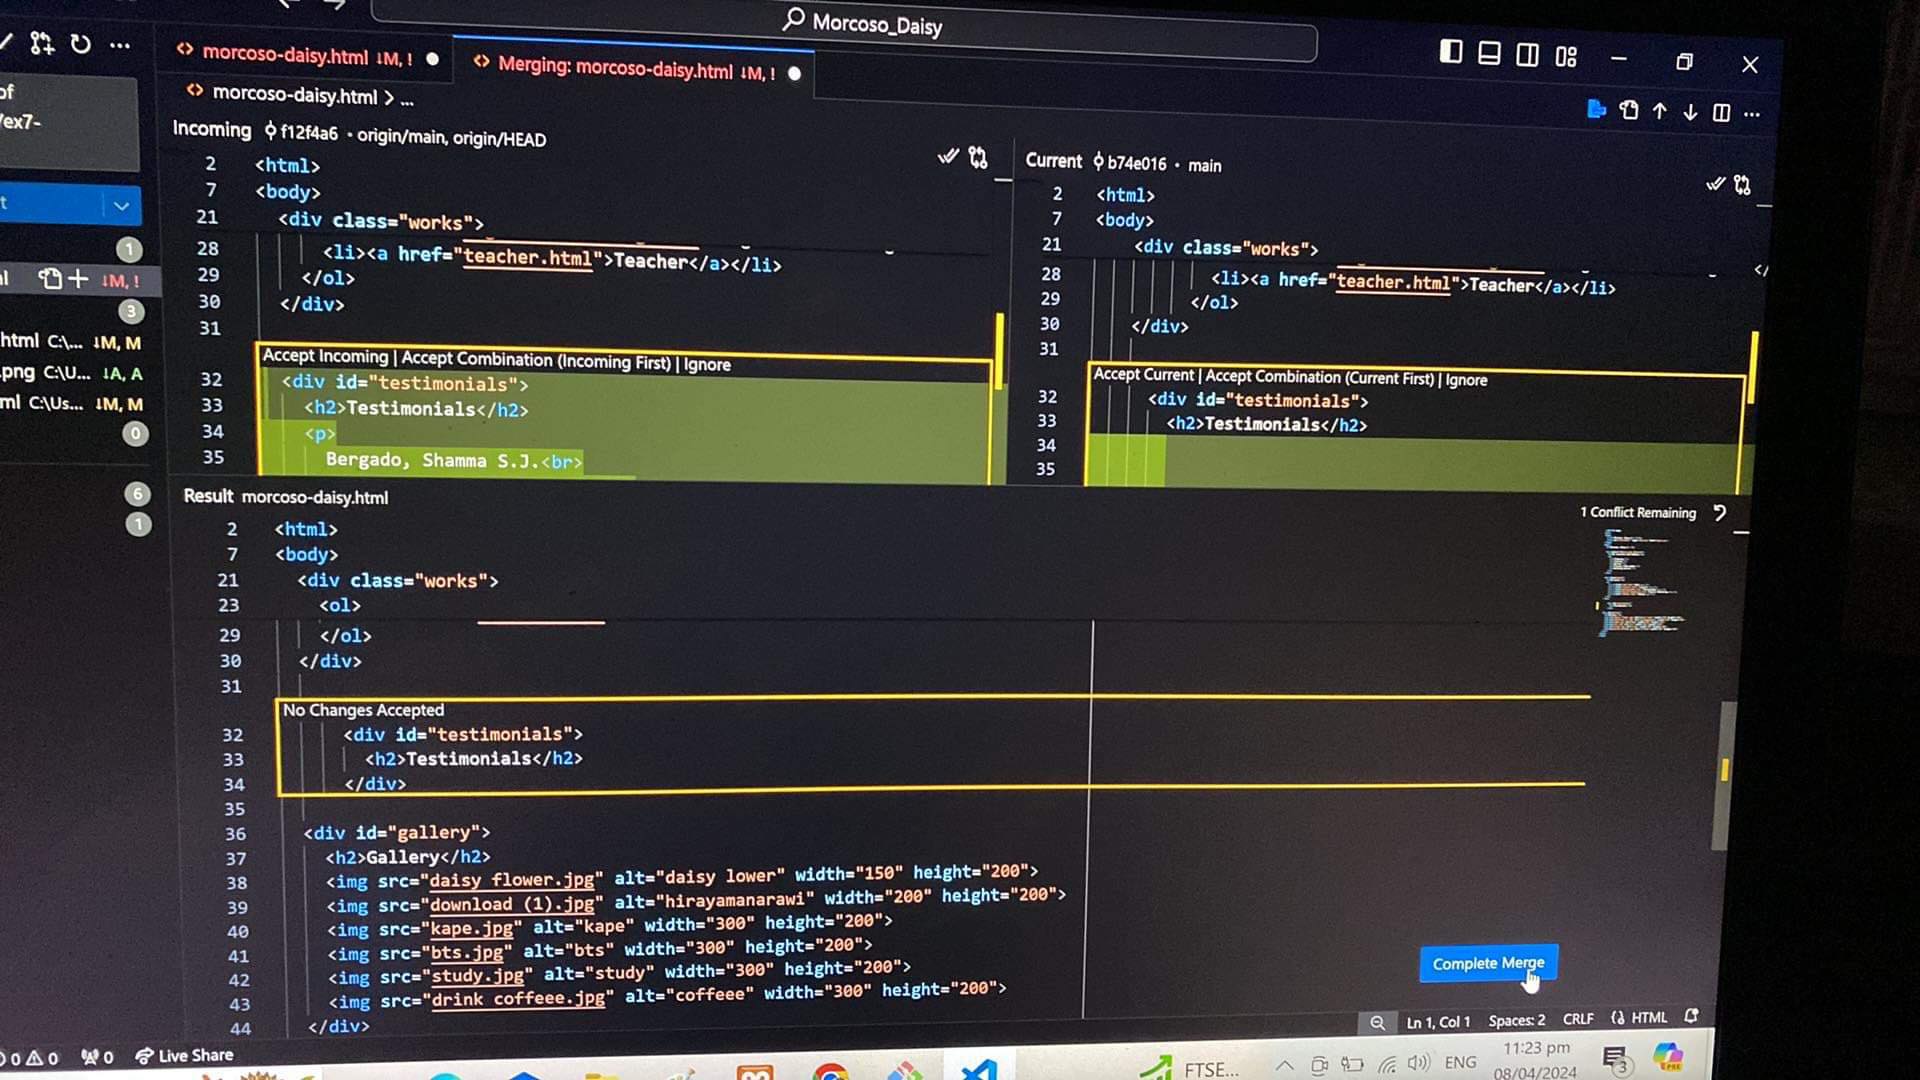 Morcoso_Daisy
morcoso-daisy.html ↓M, !
Merging: morcoso-daisy.html ↓M, !
of
/ex7-
morcoso-daisy.html > ...
Incoming f12f4a6 • origin/main, origin/HEAD
2 <html>
7 <body>
21 <div class="works">
28 <li><a href="teacher.html">Teacher</a></li>
29 </ol>
30 </div>
31
Accept Incoming | Accept Combination (Incoming First) | Ignore
32 <div id="testimonials">
33 <h2>Testimonials</h2>
34 <p>
35 Bergado, Shamma S.J.<br>
Current b74e016 • main
2 <html>
7 <body>
21 <div class="works">
28 <li><a href="teacher.html">Teacher</a></li>
29 </ol>
30 </div>
31
Accept Current | Accept Combination (Current First) | Ignore
32 <div id="testimonials">
33 <h2>Testimonials</h2>
34
35
t
1
↓M, !
3
html C:\... ↓M, M
.png C:\U... ↓A, A
ml C:\Us... ↓M, M
0
6
1
Result morcoso-daisy.html
1 Conflict Remaining
2 <html>
7 <body>
21 <div class="works">
23 <ol>
29 </ol>
30 </div>
31
No Changes Accepted
32 <div id="testimonials">
33 <h2>Testimonials</h2>
34 </div>
35
36 <div id="gallery">
37 <h2>Gallery</h2>
38 <img src="daisy flower.jpg" alt="daisy lower" width="150" height="200">
39 <img src="download (1).jpg" alt="hirayamanarawi" width="200" height="200">
40 <img src="kape.jpg" alt="kape" width="300" height="200">
41 <img src="bts.jpg" alt="bts" width="300" height="200">
42 <img src="study.jpg" alt="study" width="300" height="200">
43 <img src="drink coffeee.jpg" alt="coffeee" width="300" height="200">
44 </div>
Complete Merge
0 0 0 Live Share
Ln 1, Col 1 Spaces: 2 CRLF HTML
FTSE...
ENG
11:23 pm
08/04/2024
3
PRE